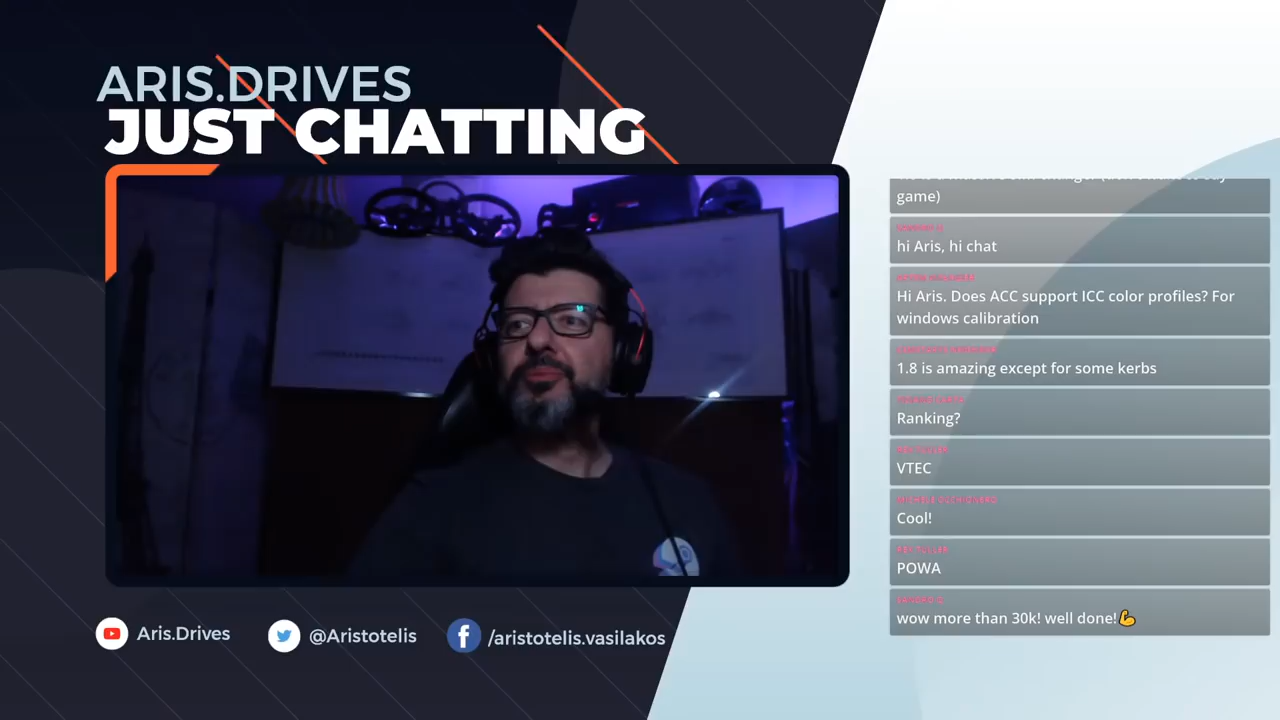 ARIS.DRIVES
JUST CHATTING
game)
hi Aris, hi chat
Hi Aris. Does ACC support ICC color profiles? For
windows calibration
1.8 is amazing except for some kerbs
Ranking?
VTEC
Cool!
POWA
wow more than 30k! well done!💪
Aris.Drives
@Aristotelis
/aristotelis.vasilakos